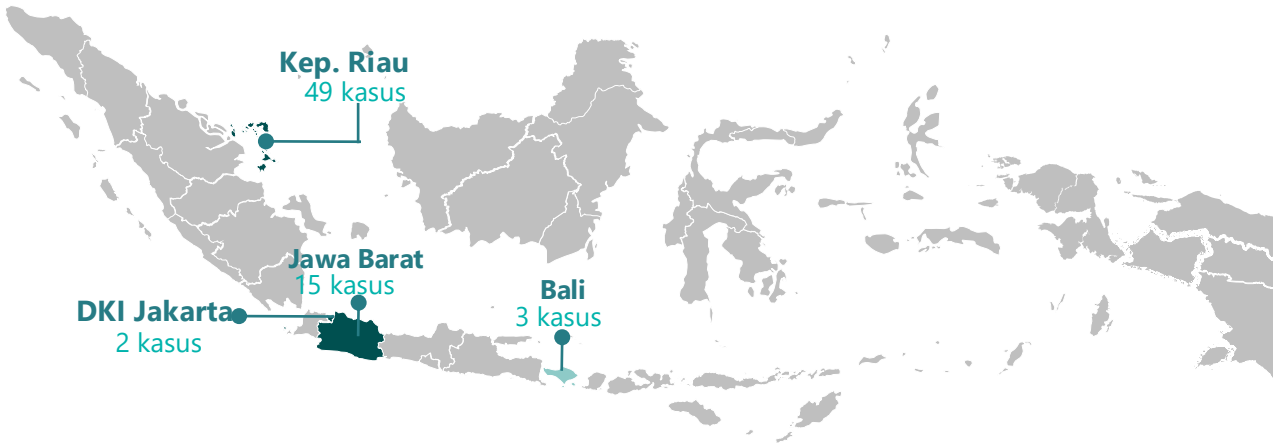 Kep. Riau
49 kasus
Jawa Barat
15 kasus
DKI Jakarta
2 kasus
Bali
3 kasus